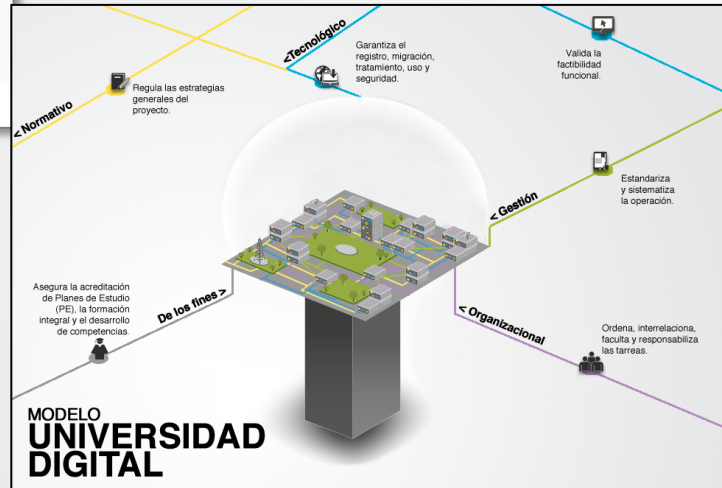 <Tecnológico
Garantiza el
registro, migración,
tratamiento, uso y
seguridad.
Valida la
factibilidad
funcional.
< Normativo
Regula las estrategias
generales del
proyecto.
< Gestión
Estandariza
y sistematiza
la operación.
De los fines >
Asegura la acreditación
de Planes de Estudio
(PE), la formación
integral y el desarrollo
de competencias.
< Organizacional
Ordena, interrelaciona,
faculta y responsabiliza
las tarreas.
MODELO
UNIVERSIDAD
DIGITAL